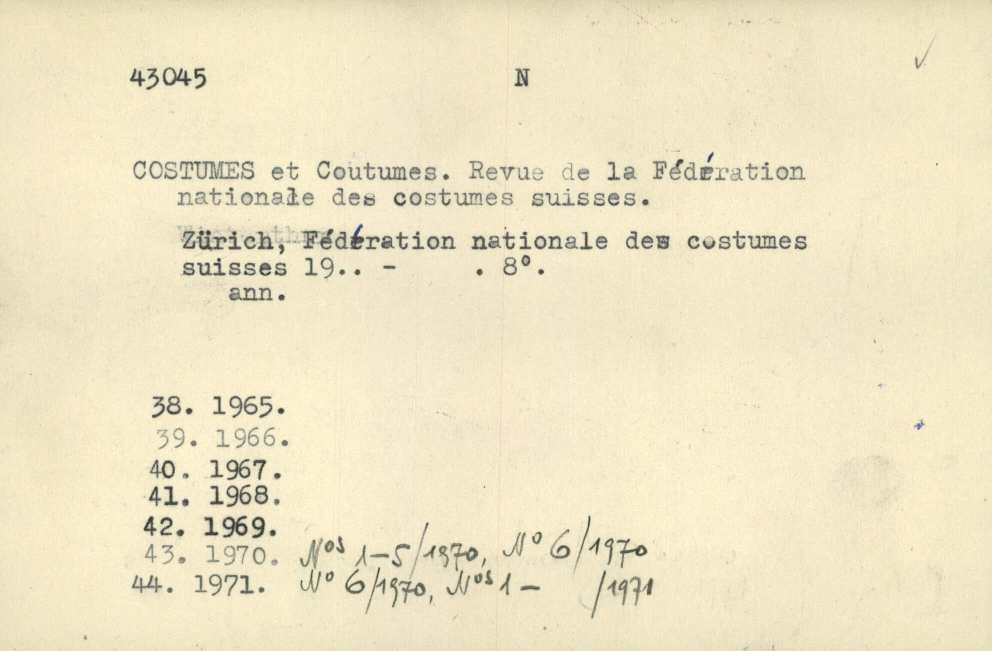 43045 N
COSTUMES et Coutumes. Revue de la Fédération
nationale des costumes suisses.
Zürich, Fédération nationale des costumes
suisses 19.. - . 8°.
ann.
38. 1965.
39. 1966.
40. 1967.
41. 1968.
42. 1969.
43. 1970. Nos 1-5/1970, No 6/1970
44. 1971. No 6/1970, Nos 1- /1971